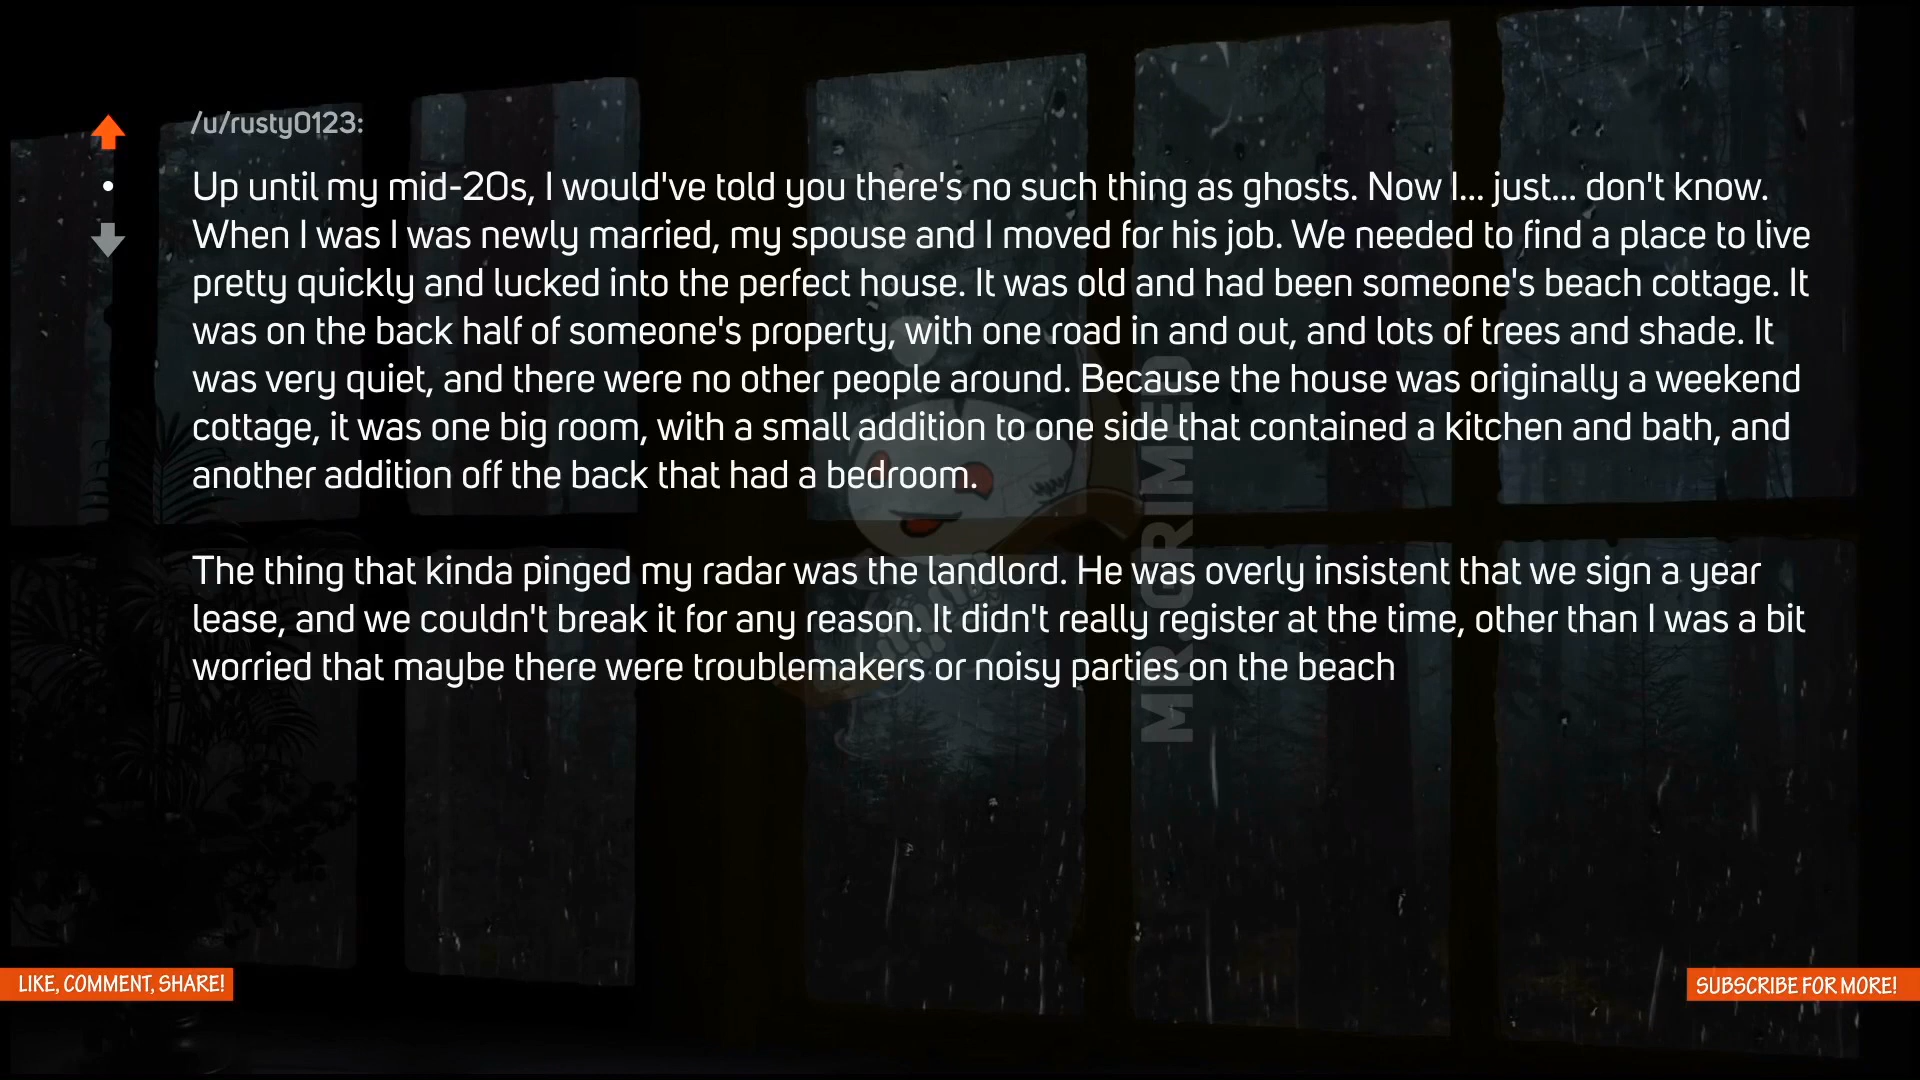 /u/rusty0123:
Up until my mid-20s, I would've told you there's no such thing as ghosts. Now I... just... don't know.
When I was I was newly married, my spouse and I moved for his job. We needed to find a place to live
pretty quickly and lucked into the perfect house. It was old and had been someone's beach cottage. It
was on the back half of someone's property, with one road in and out, and lots of trees and shade. It
was very quiet, and there were no other people around. Because the house was originally a weekend
cottage, it was one big room, with a small addition to one side that contained a kitchen and bath, and
another addition off the back that had a bedroom.
The thing that kinda pinged my radar was the landlord. He was overly insistent that we sign a year
lease, and we couldn't break it for any reason. It didn't really register at the time, other than I was a bit
worried that maybe there were troublemakers or noisy parties on the beach
MR. GRIMED
LIKE, COMMENT, SHARE!
SUBSCRIBE FOR MORE!